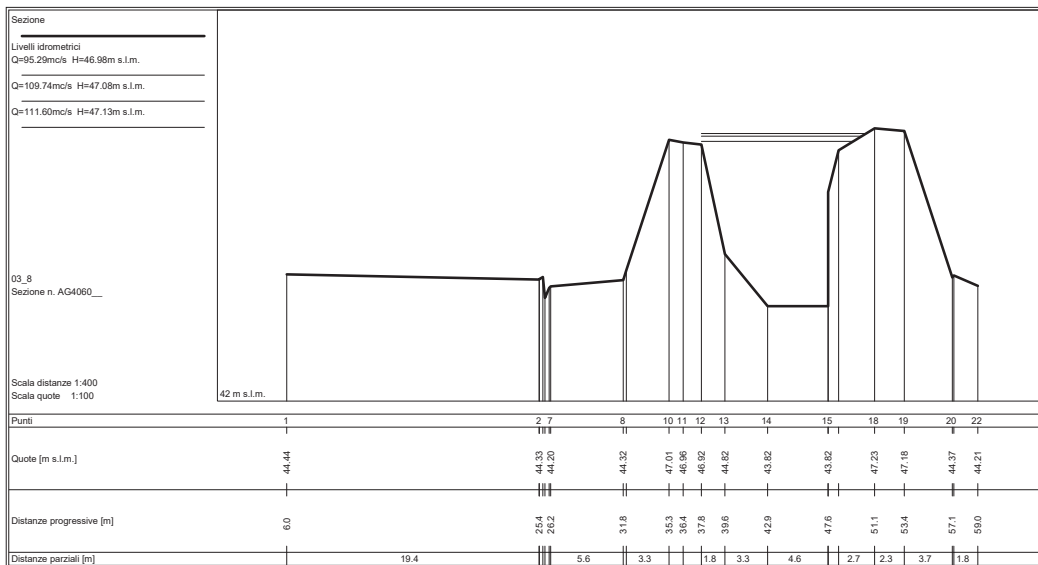 Sezione
Livelli idrometrici
Q=95.29mc/s H=46.98m s.l.m.
Q=109.74mc/s H=47.08m s.l.m.
Q=111.60mc/s H=47.13m s.l.m.
03_8
Sezione n. AG4060__
Scala distanze 1:400
Scala quote 1:100
42 m s.l.m.
Punti 1 2 7 8 10 11 12 13 14 15 18 19 20 22
Quote [m s.l.m.] 44.44 44.33 44.20 44.32 47.01 46.96 46.92 44.82 43.82 43.82 47.23 47.18 44.37 44.21
Distanze progressive [m] 6.0 25.4 26.2 31.8 35.3 36.4 37.8 39.6 42.9 47.6 51.1 53.4 57.1 59.0
Distanze parziali [m] 19.4 5.6 3.3 1.8 3.3 4.6 2.7 2.3 3.7 1.8